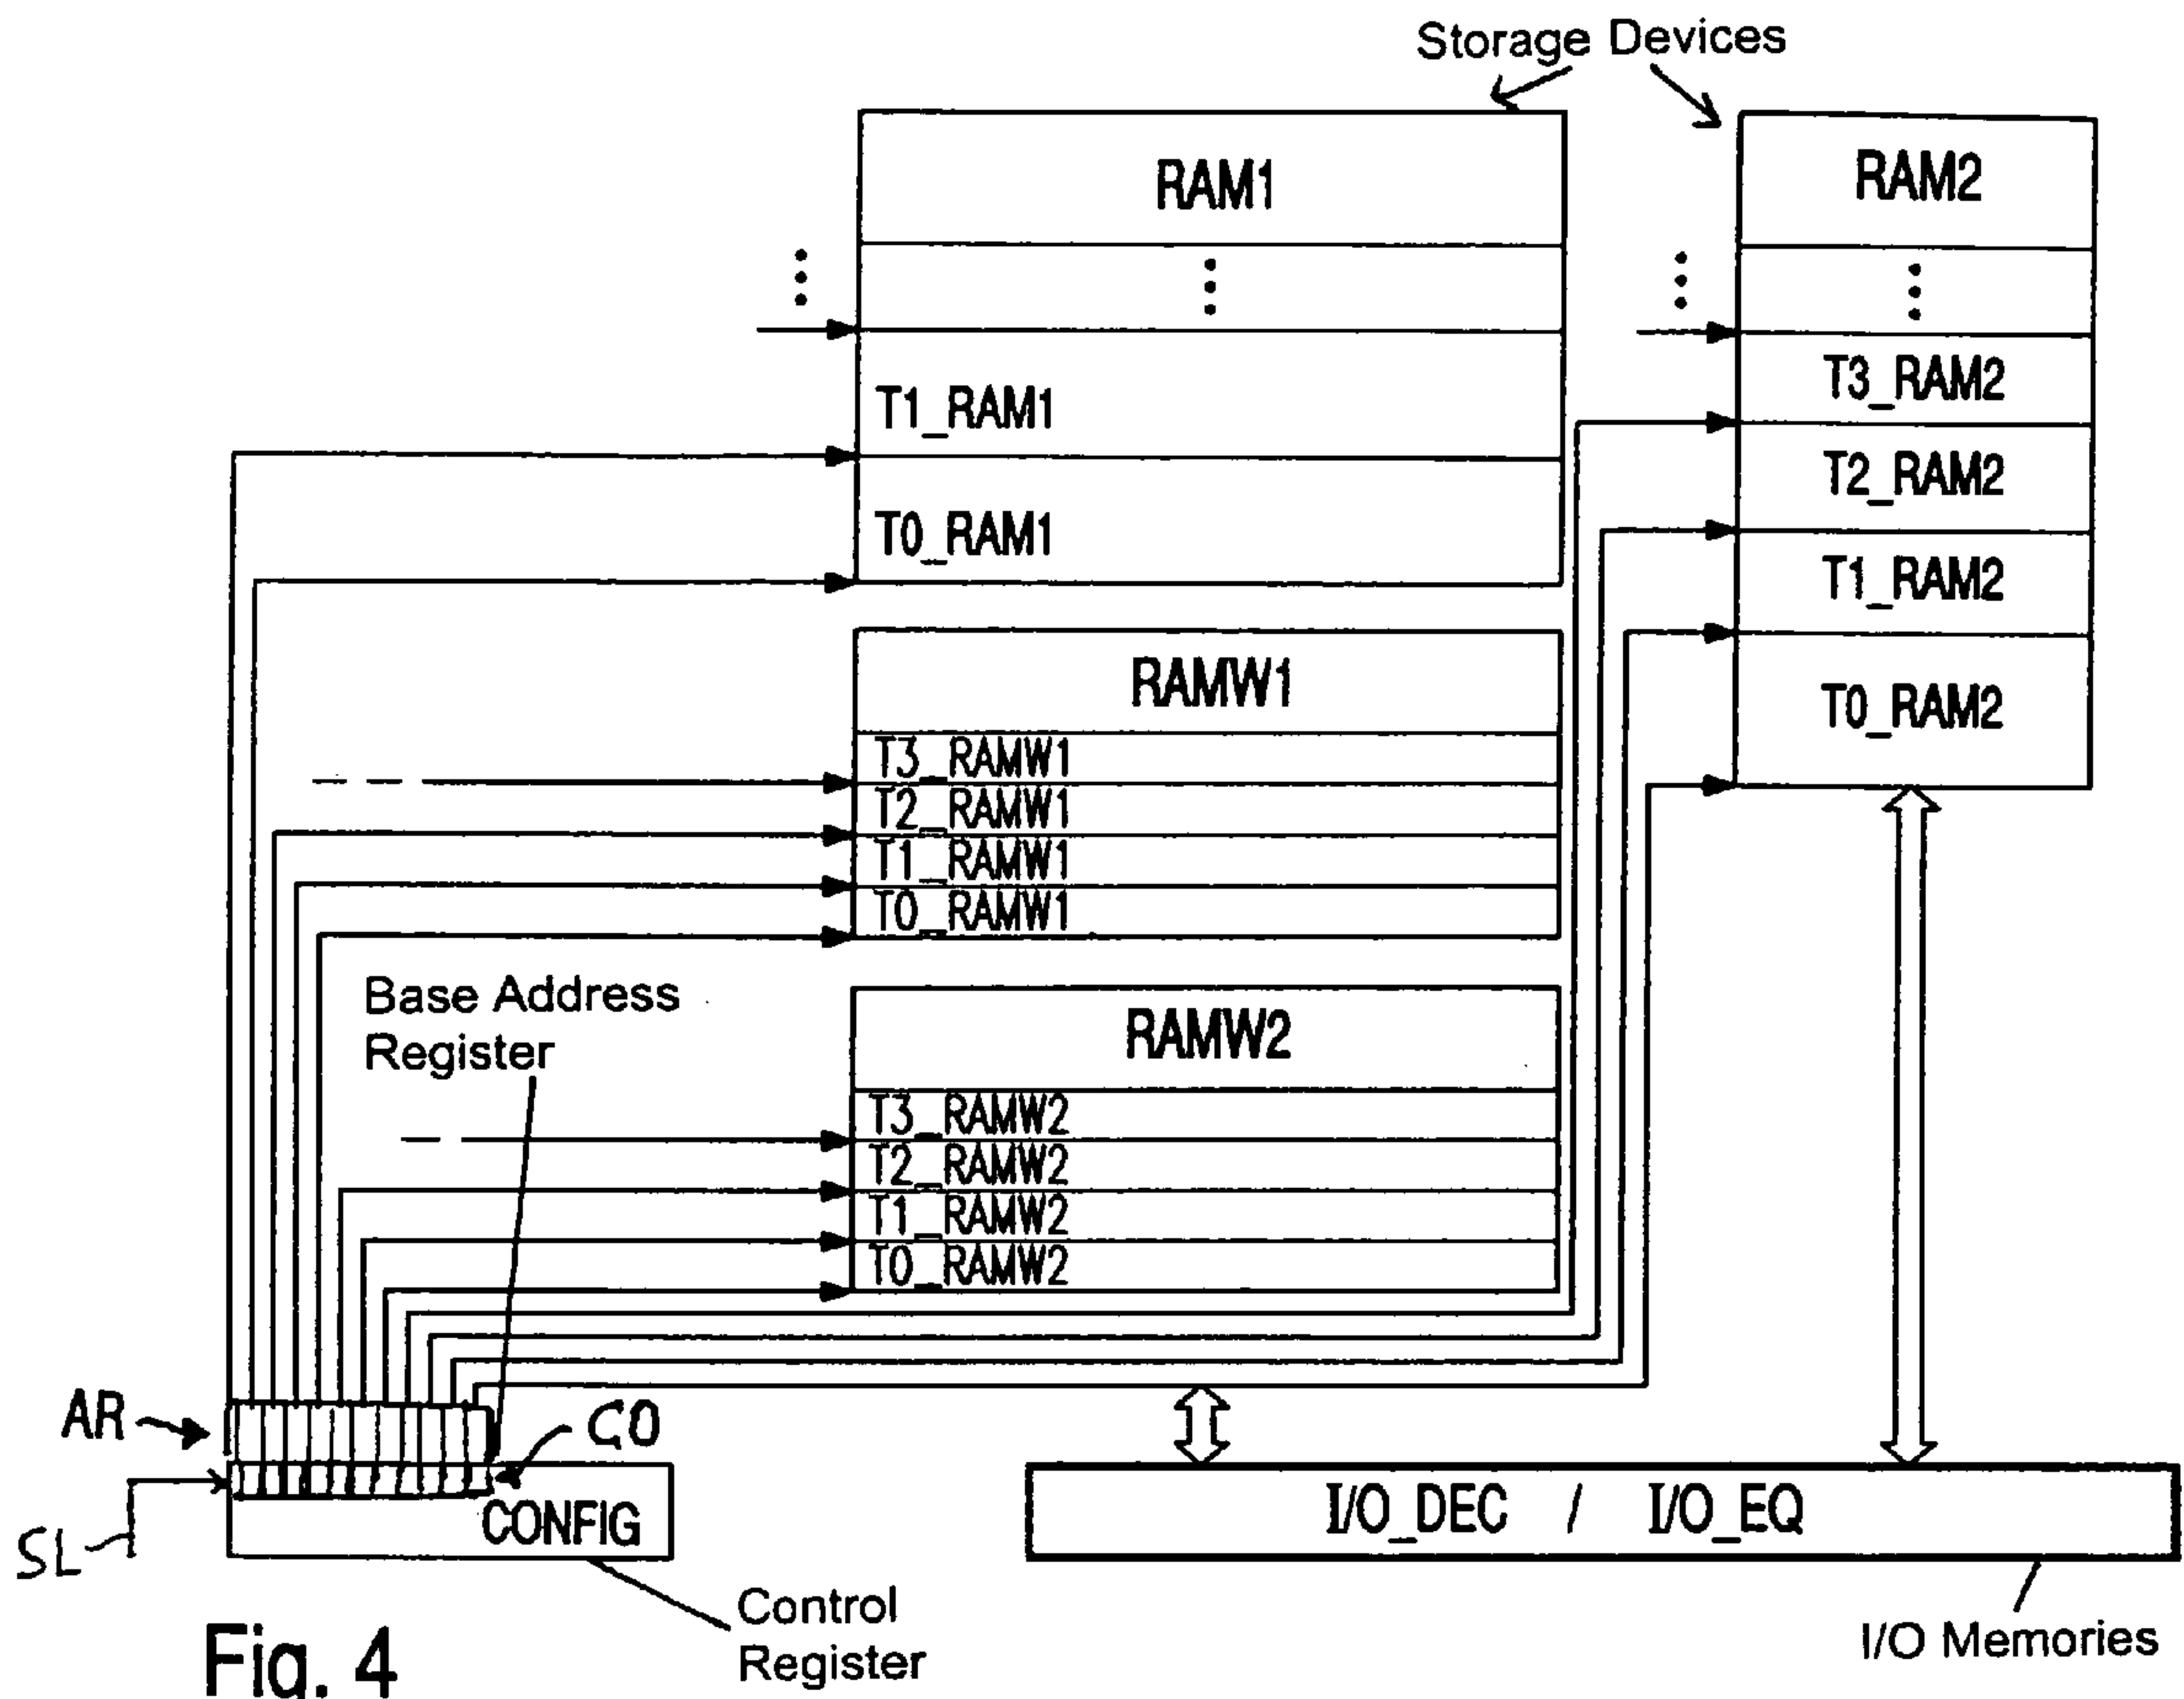 Storage Devices
RAM1
RAM2
T1_RAM1
T0_RAM1
T3_RAM2
T2_RAM2
T1_RAM2
T0_RAM2
RAMW1
T3_RAMW1
T2_RAMW1
T1_RAMW1
T0_RAMW1
Base Address
Register
RAMW2
T3_RAMW2
T2_RAMW2
T1_RAMW2
T0_RAMW2
AR
CO
SL
CONFIG
I/O_DEC / I/O_EQ
Control
Register
I/O Memories
Fig. 4